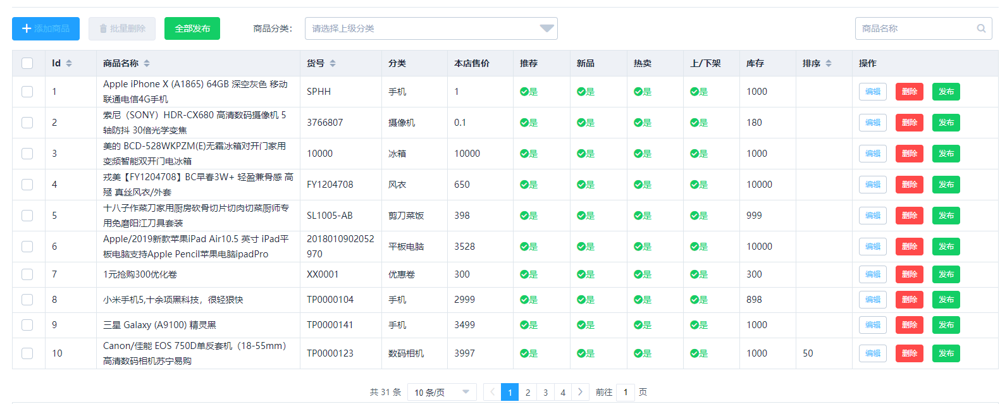 添加商品 批量删除 全部发布 商品分类: 请选择上级分类 商品名称
Id 商品名称 货号 分类 本店售价 推荐 新品 热卖 上/下架 库存 排序 操作
1 Apple iPhone X (A1865) 64GB 深空灰色 移动 SPHH 手机 1 是 是 是 是 1000 编辑 删除 发布
联通电信4G手机
2 索尼（SONY）HDR-CX680 高清数码摄像机 5 3766807 摄像机 0.1 是 是 是 是 180 编辑 删除 发布
轴防抖 30倍光学变焦
3 美的 BCD-528WKPZM(E)无霜冰箱对开门家用 10000 冰箱 10000 是 是 是 是 1000 编辑 删除 发布
变频智能双开门电冰箱
4 戎美【FY1204708】BC早春3W+ 轻盈兼骨感 高 FY1204708 风衣 650 是 是 是 是 10000 编辑 删除 发布
真丝风衣/外套
5 十八子作菜刀家用厨房砍骨切片切肉切菜厨师专 SL1005-AB 剪刀菜饭 398 是 是 是 是 999 编辑 删除 发布
用免磨阳江刀具套装
6 Apple/2019新款苹果iPad Air10.5 英寸 iPad平 2018010902052 平板电脑 3528 是 是 是 是 10000 编辑 删除 发布
板电脑支持Apple Pencil苹果电脑ipadPro 970
7 1元抢购300优化卷 XX0001 优惠卷 300 是 是 是 是 300 编辑 删除 发布
8 小米手机5,十余项黑科技，很轻狠快 TP0000104 手机 2999 是 是 是 是 898 编辑 删除 发布
9 三星 Galaxy (A9100) 精灵黑 TP0000141 手机 3499 是 是 是 是 1000 编辑 删除 发布
10 Canon/佳能 EOS 750D单反套机（18-55mm） TP0000123 数码相机 3997 是 是 是 是 1000 50 编辑 删除 发布
高清数码相机苏宁易购
共 31 条 10 条/页 1 2 3 4 前往 1 页